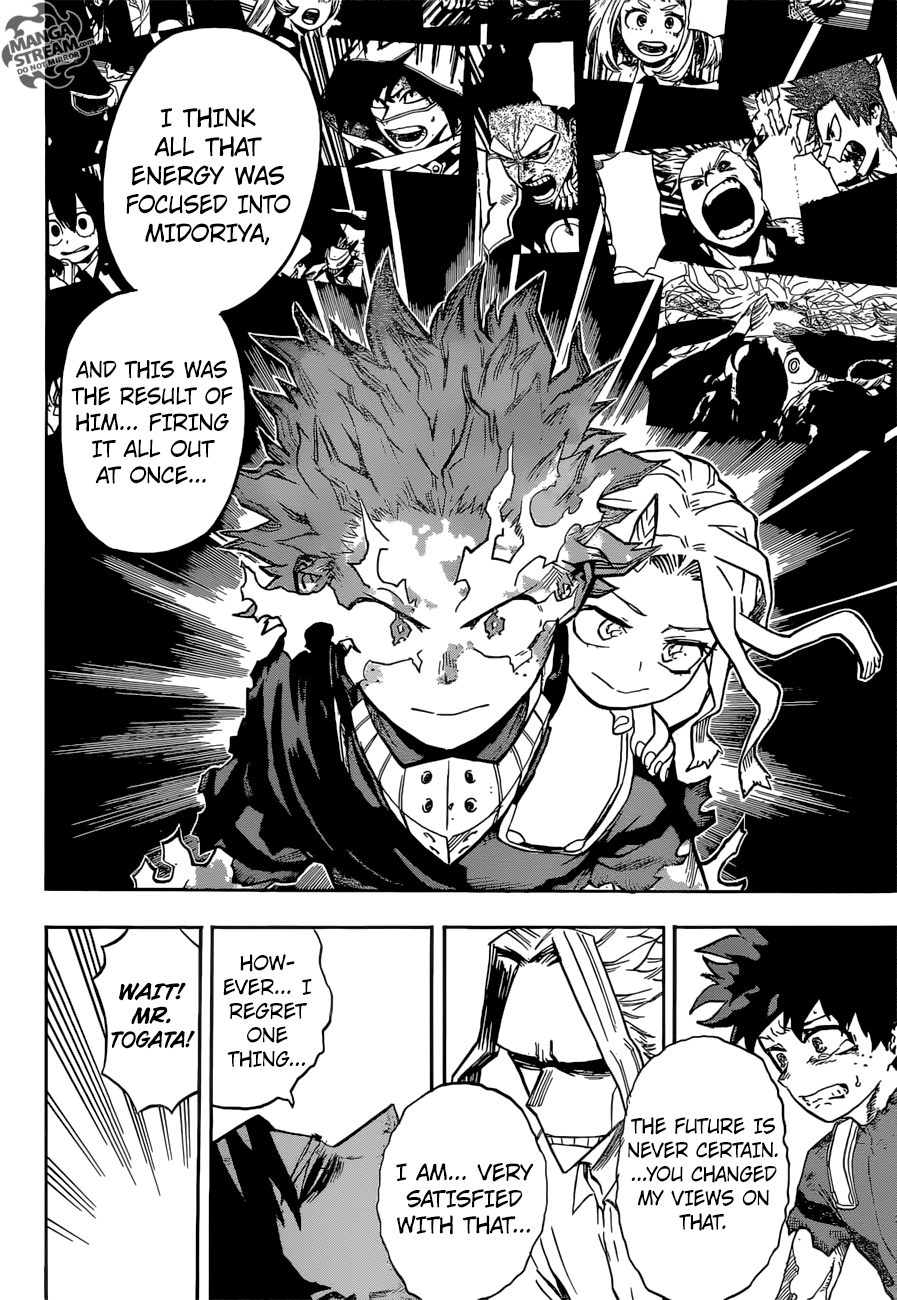 MANGA
STREAM.com
DO NOT MIRROR
I THINK
ALL THAT
ENERGY WAS
FOCUSED INTO
MIDORIYA,
AND THIS WAS
THE RESULT OF
HIM... FIRING
IT ALL OUT
AT ONCE...
THE FUTURE IS
NEVER CERTAIN.
...YOU CHANGED
MY VIEWS ON
THAT.
I AM... VERY
SATISFIED
WITH THAT...
HOW-
EVER... I
REGRET
ONE
THING...
WAIT!
MR.
TOGATA!